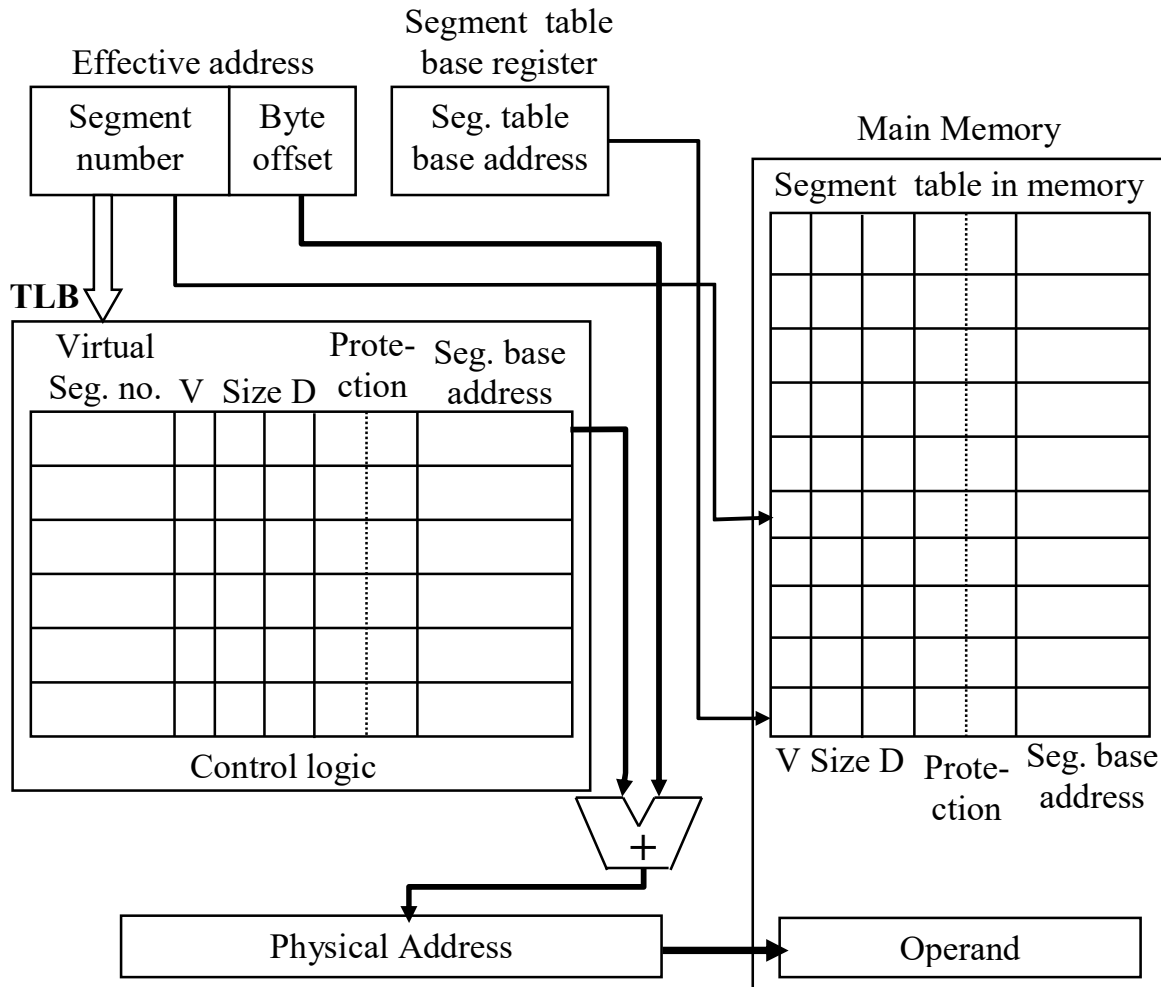 Segment table
base register
Effective address
Segment
number
Byte
offset
Seg. table
base address
Main Memory
Segment table in memory
TLB
Virtual
Seg. no.
V
Size
D
Prote-
ction
Seg. base
address
Control logic
V
Size
D
Prote-
ction
Seg. base
address
+
Physical Address
Operand